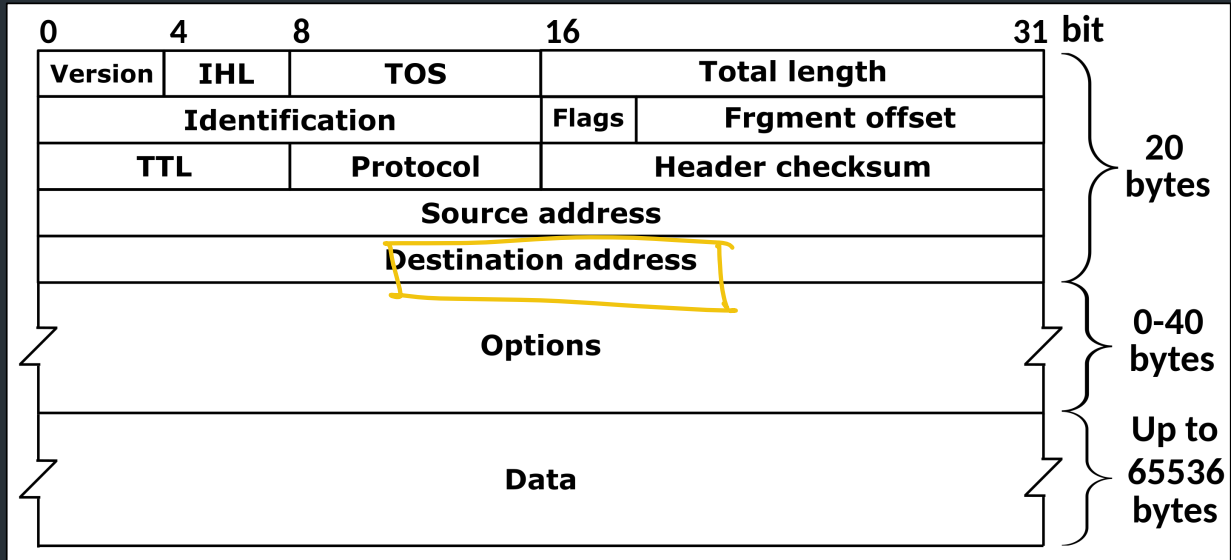 0 4 8 16 31 bit
Version IHL TOS Total length
Identification Flags Frgment offset
TTL Protocol Header checksum
20
bytes
Source address
Destination address
Options
0-40
bytes
Data
Up to
65536
bytes